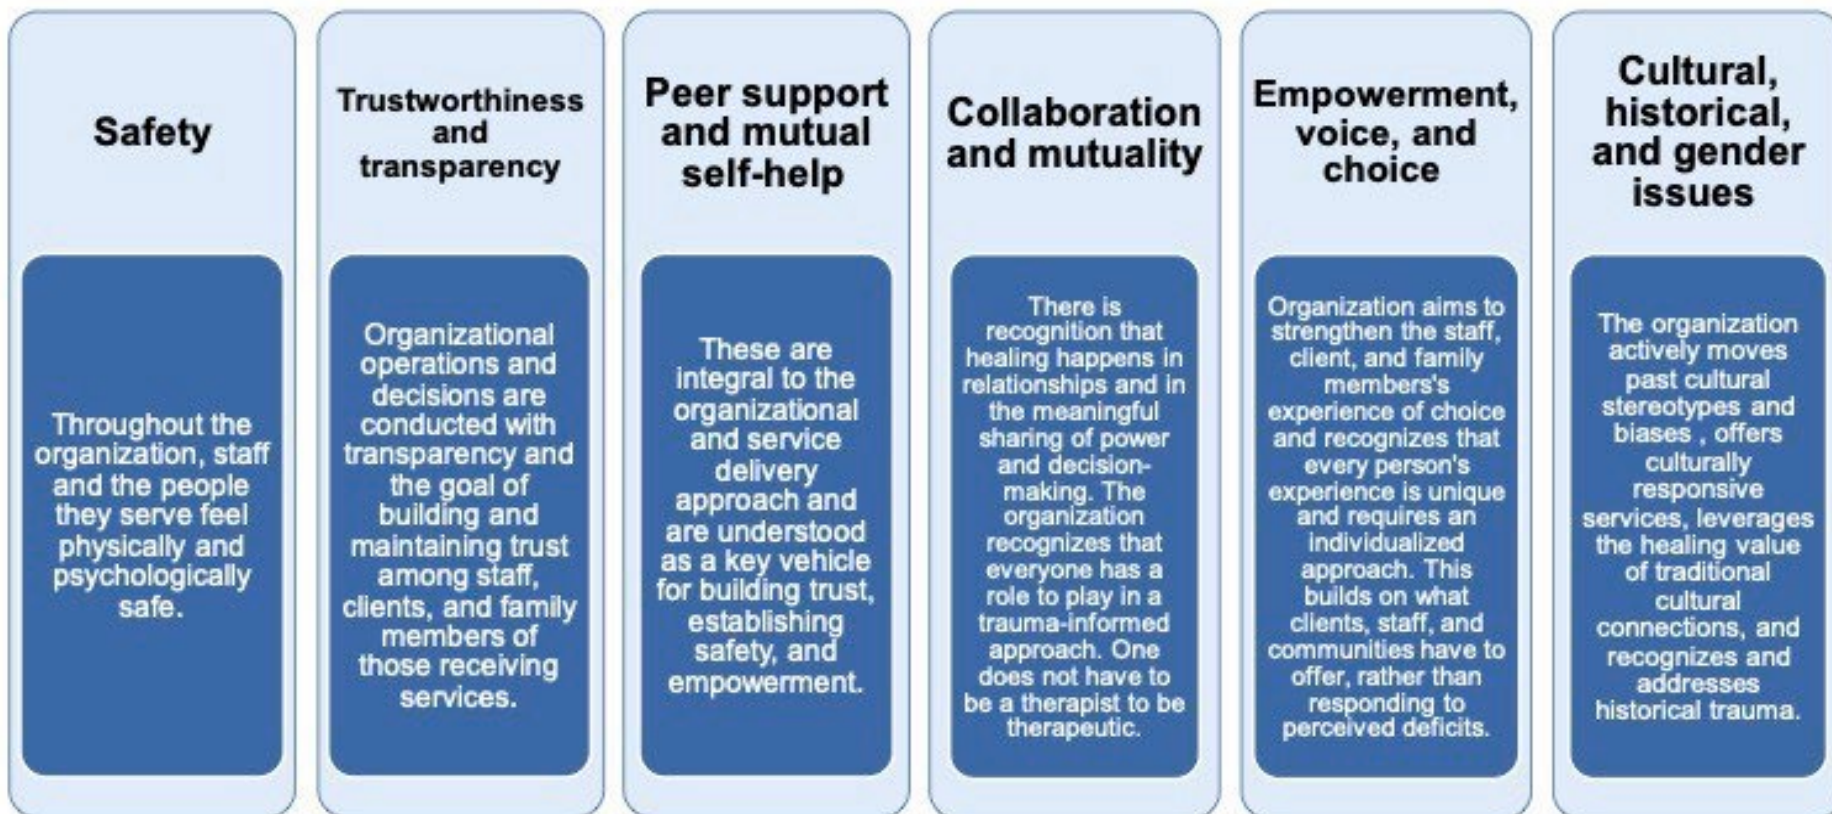 Safety
Throughout the
organization, staff
and the people
they serve feel
physically and
psychologically
safe.
Trustworthiness
and
transparency
Organizational
operations and
decisions are
conducted with
transparency and
the goal of
building and
maintaining trust
among staff,
clients, and family
members of
those receiving
services.
Peer support
and mutual
self-help
These are
integral to the
organizational
and service
delivery
approach and
are understood
as a key vehicle
for building trust,
establishing
safety, and
empowerment.
Collaboration
and mutuality
There is
recognition that
healing happens in
relationships and in
the meaningful
sharing of power
and decision-
making. The
organization
recognizes that
everyone has a
role to play in a
trauma-informed
approach. One
does not have to
be a therapist to be
therapeutic.
Empowerment,
voice, and
choice
Organization aims to
strengthen the staff,
client, and family
members's
experience of choice
and recognizes that
every person's
experience is unique
and requires an
individualized
approach. This
builds on what
clients, staff, and
communities have to
offer, rather than
responding to
perceived deficits.
Cultural,
historical,
and gender
issues
The organization
actively moves
past cultural
stereotypes and
biases , offers
culturally
responsive
services, leverages
the healing value
of traditional
cultural
connections, and
recognizes and
addresses
historical trauma.